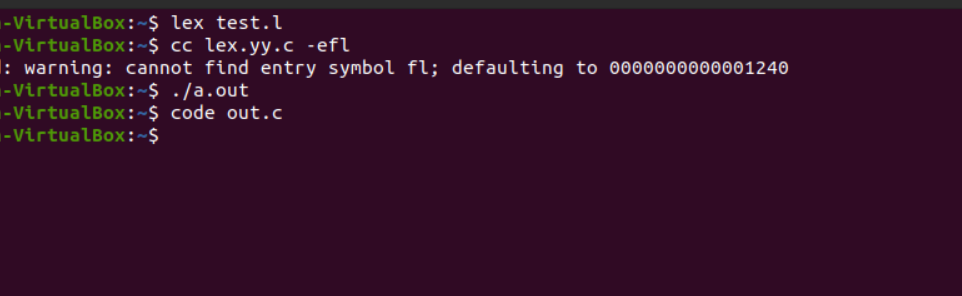 -VirtualBox:~$ lex test.l
-VirtualBox:~$ cc lex.yy.c -efl
: warning: cannot find entry symbol fl; defaulting to 0000000000001240
-VirtualBox:~$ ./a.out
-VirtualBox:~$ code out.c
-VirtualBox:~$